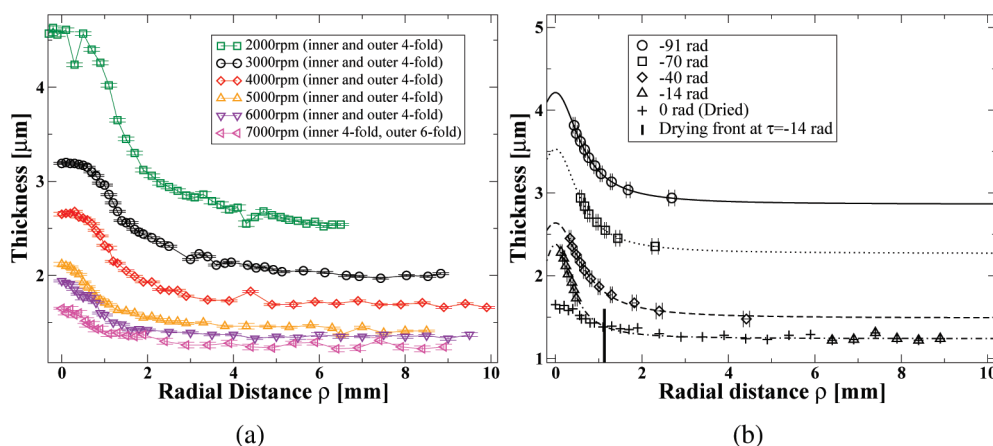 4
3
2
0
2
4
6
8
10
Thickness [µm]
Radial Distance ρ [mm]
2000rpm (inner and outer 4-fold)
3000rpm (inner and outer 4-fold)
4000rpm (inner and outer 4-fold)
5000rpm (inner and outer 4-fold)
6000rpm (inner and outer 4-fold)
7000rpm (inner 4-fold, outer 6-fold)
(a)
5
4
3
2
1
0
2
4
6
8
10
Thickness [µm]
Radial distance ρ [mm]
-91 rad
-70 rad
-40 rad
-14 rad
0 rad (Dried)
Drying front at τ=-14 rad
(b)